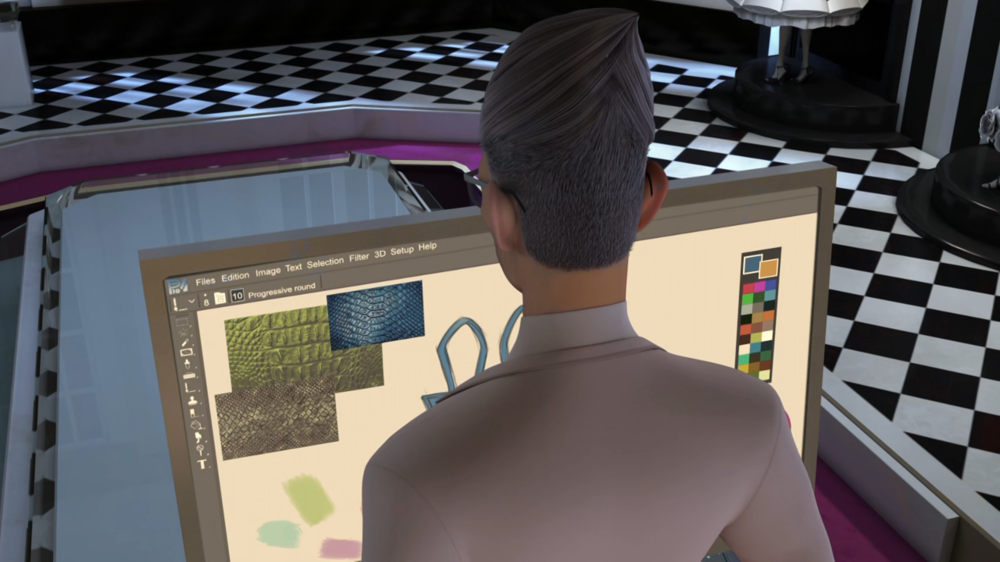 Files Edition Image Text Selection Filter 3D Setup Help
8 10 Progressive round
T